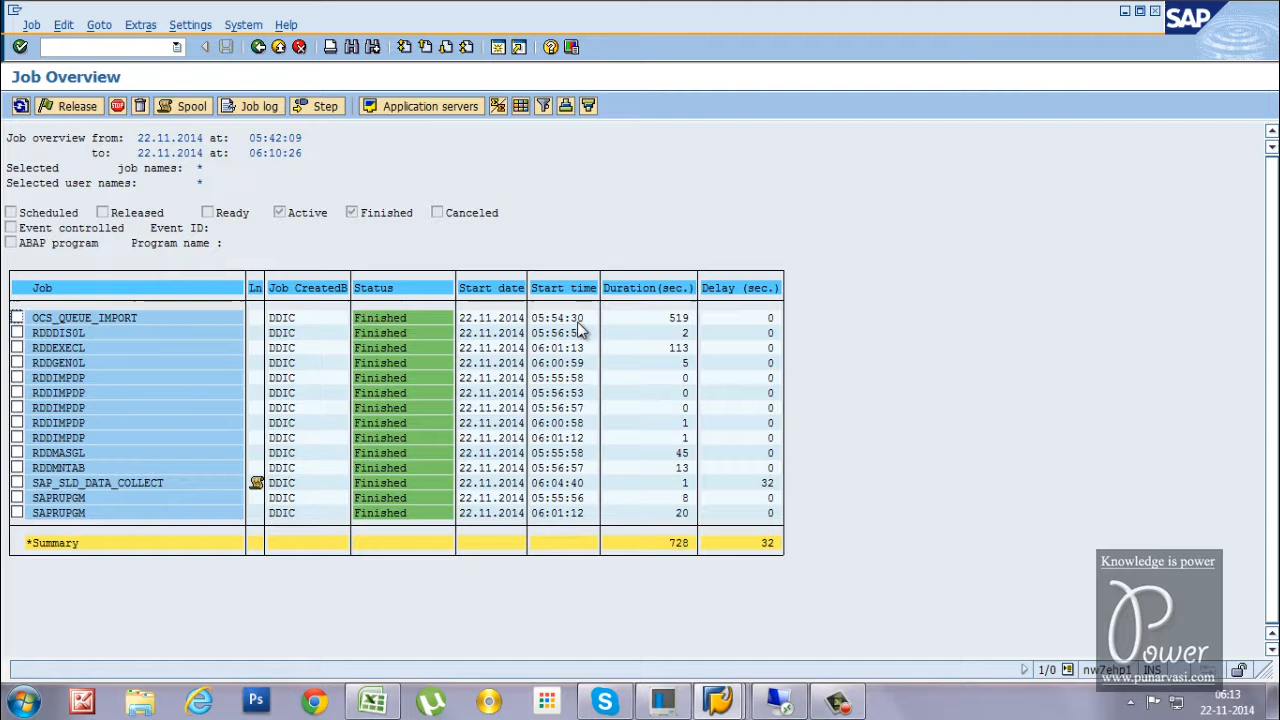 Job Edit Goto Extras Settings System Help
SAP
Job Overview
Release Spool Job log Step Application servers
Job overview from: 22.11.2014 at: 05:42:09
to: 22.11.2014 at: 06:10:26
Selected job names: *
Selected user names: *
Scheduled Released Ready Active Finished Canceled
Event controlled Event ID:
ABAP program Program name :
Job Ln Job CreatedB Status Start date Start time Duration(sec.) Delay (sec.)
OCS_QUEUE_IMPORT DDIC Finished 22.11.2014 05:54:30 519 0
RDDDIS0L DDIC Finished 22.11.2014 2 0
RDDEXECL DDIC Finished 22.11.2014 06:01:13 113 0
RDDGEN0L DDIC Finished 22.11.2014 06:00:59 5 0
RDDIMPDP DDIC Finished 22.11.2014 05:55:58 0 0
RDDIMPDP DDIC Finished 22.11.2014 05:56:53 0 0
RDDIMPDP DDIC Finished 22.11.2014 05:56:57 0 0
RDDIMPDP DDIC Finished 22.11.2014 06:00:58 1 0
RDDIMPDP DDIC Finished 22.11.2014 06:01:12 1 0
RDDMASGL DDIC Finished 22.11.2014 05:55:58 45 0
RDDMNTAB DDIC Finished 22.11.2014 05:56:57 13 0
SAP_SLD_DATA_COLLECT DDIC Finished 22.11.2014 06:04:40 1 32
SAPRUPGM DDIC Finished 22.11.2014 05:55:56 8 0
SAPRUPGM DDIC Finished 22.11.2014 06:01:12 20 0
*Summary 728 32
Knowledge is power
Power
www.punarvasi.com
1/0 nw7ehp1 INS
Ps
06:13
22-11-2014